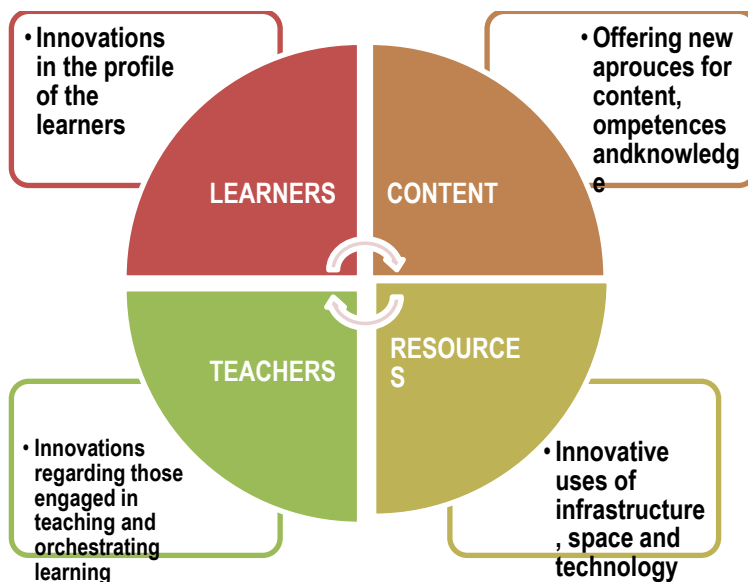 • Innovations
in the profile
of the
learners
• Offering new
aprouces for
content,
ompetences
andknowledg
e
LEARNERS
CONTENT
TEACHERS
RESOURCE
S
• Innovations
regarding those
engaged in
teaching and
orchestrating
learning
• Innovative
uses of
infrastructure
, space and
technology